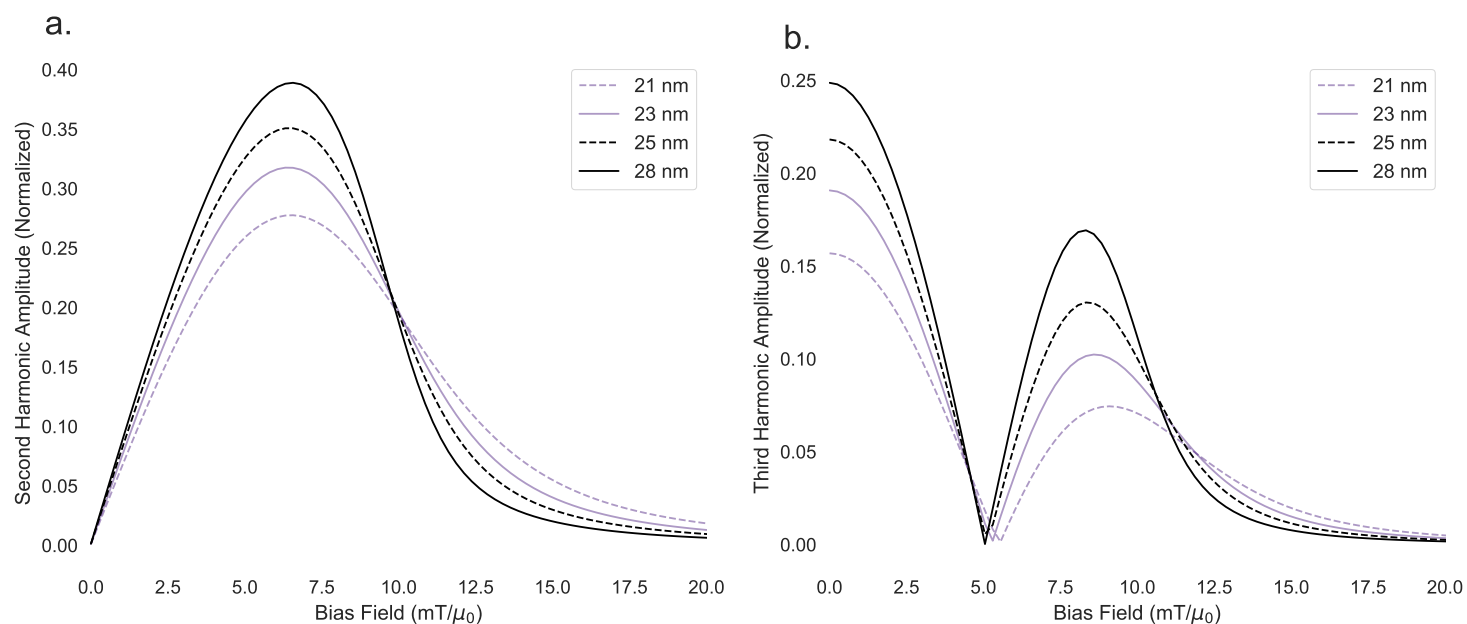 a.
Second Harmonic Amplitude (Normalized)
0.40
0.35
0.30
0.25
0.20
0.15
0.10
0.05
0.00
0.0 2.5 5.0 7.5 10.0 12.5 15.0 17.5 20.0
Bias Field (mT/μ₀)
21 nm
23 nm
25 nm
28 nm
b.
Third Harmonic Amplitude (Normalized)
0.25
0.20
0.15
0.10
0.05
0.00
0.0 2.5 5.0 7.5 10.0 12.5 15.0 17.5 20.0
Bias Field (mT/μ₀)
21 nm
23 nm
25 nm
28 nm